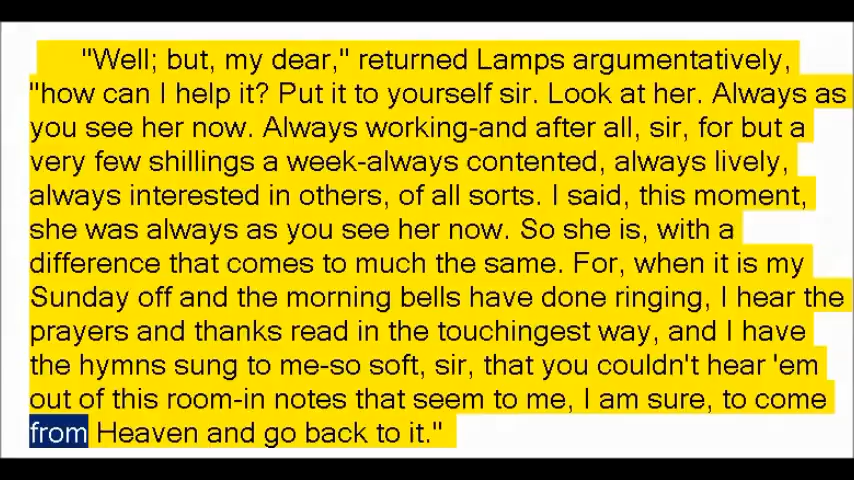 "Well; but, my dear," returned Lamps argumentatively,
"how can I help it? Put it to yourself sir. Look at her. Always as
you see her now. Always working-and after all, sir, for but a
very few shillings a week-always contented, always lively,
always interested in others, of all sorts. I said, this moment,
she was always as you see her now. So she is, with a
difference that comes to much the same. For, when it is my
Sunday off and the morning bells have done ringing, I hear the
prayers and thanks read in the touchingest way, and I have
the hymns sung to me-so soft, sir, that you couldn't hear 'em
out of this room-in notes that seem to me, I am sure, to come
from Heaven and go back to it."